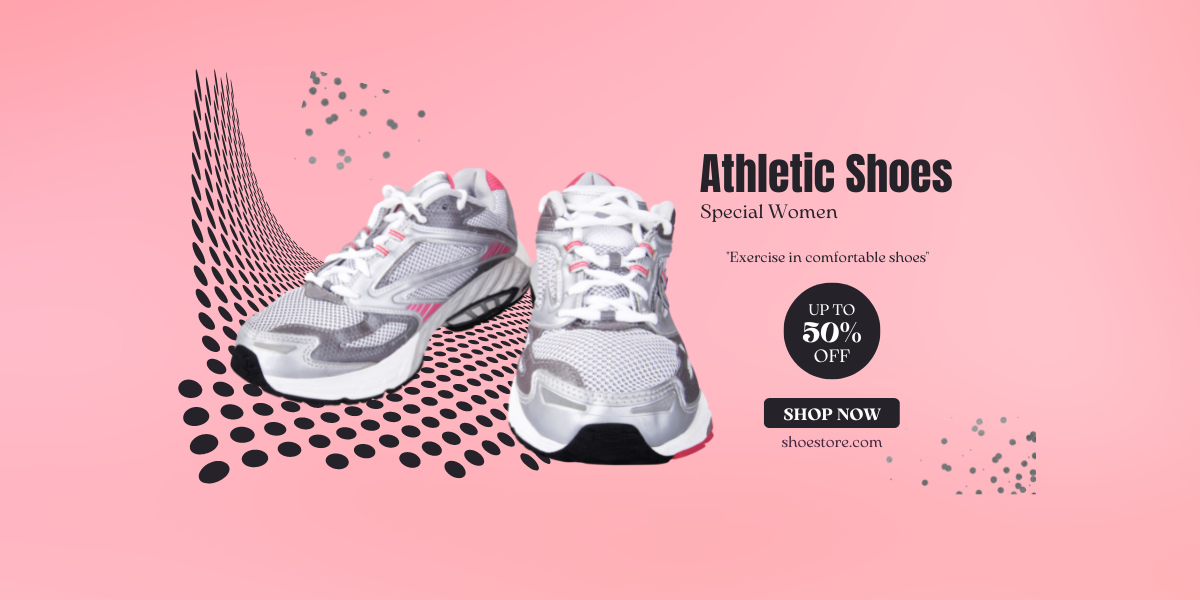 Athletic Shoes
Special Women
"Exercise in comfortable shoes"
UP TO
50%
OFF
SHOP NOW
shoestore.com